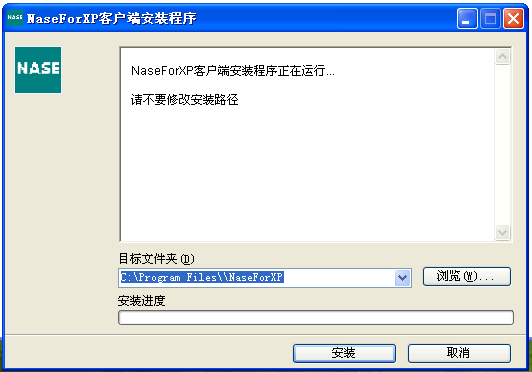 NASE NaseForXP客户端安装程序
NASE
NaseForXP客户端安装程序正在运行...
请不要修改安装路径
目标文件夹(D)
C:\Program Files\\NaseForXP
浏览(W)...
安装进度
安装
取消